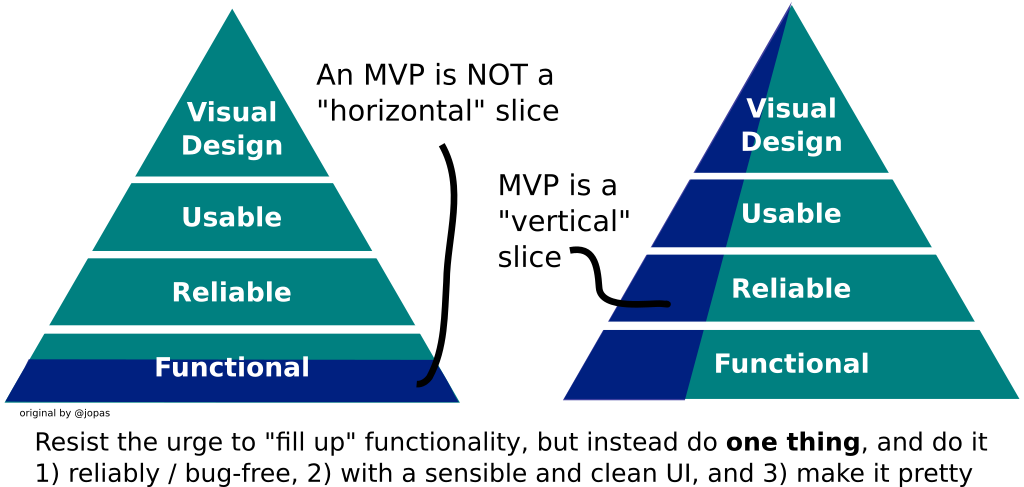 An MVP is NOT a
"horizontal" slice
Visual
Design
Usable
Reliable
Functional
original by @jopas
MVP is a
"vertical"
slice
Visual
Design
Usable
Reliable
Functional
Resist the urge to "fill up" functionality, but instead do one thing, and do it
1) reliably / bug-free, 2) with a sensible and clean UI, and 3) make it pretty